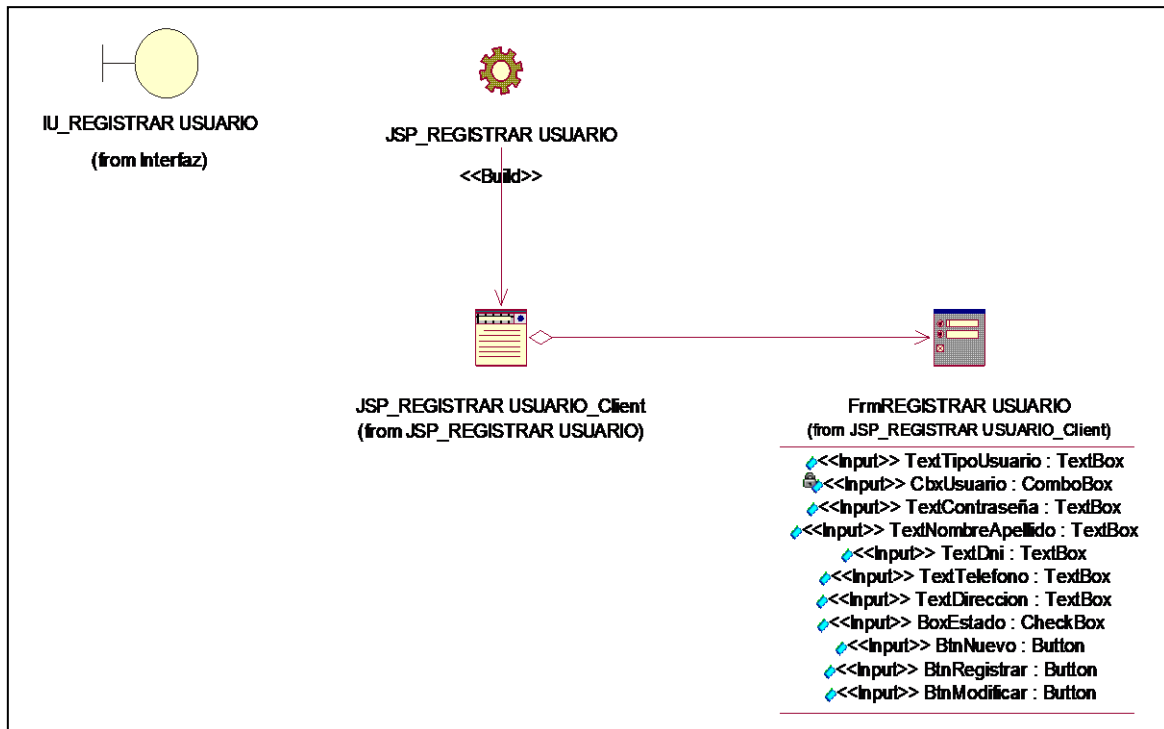 IU_REGISTRAR USUARIO
(from Interfaz)
JSP_REGISTRAR USUARIO
<<Build>>
JSP_REGISTRAR USUARIO_Client
(from JSP_REGISTRAR USUARIO)
FrmREGISTRAR USUARIO
(from JSP_REGISTRAR USUARIO_Client)
<<Input>> TextTipoUsuario : TextBox
<<Input>> CbxUsuario : ComboBox
<<Input>> TextContraseña : TextBox
<<Input>> TextNombreApellido : TextBox
<<Input>> TextDni : TextBox
<<Input>> TextTelefono : TextBox
<<Input>> TextDireccion : TextBox
<<Input>> BoxEstado : CheckBox
<<Input>> BtnNuevo : Button
<<Input>> BtnRegistrar : Button
<<Input>> BtnModificar : Button